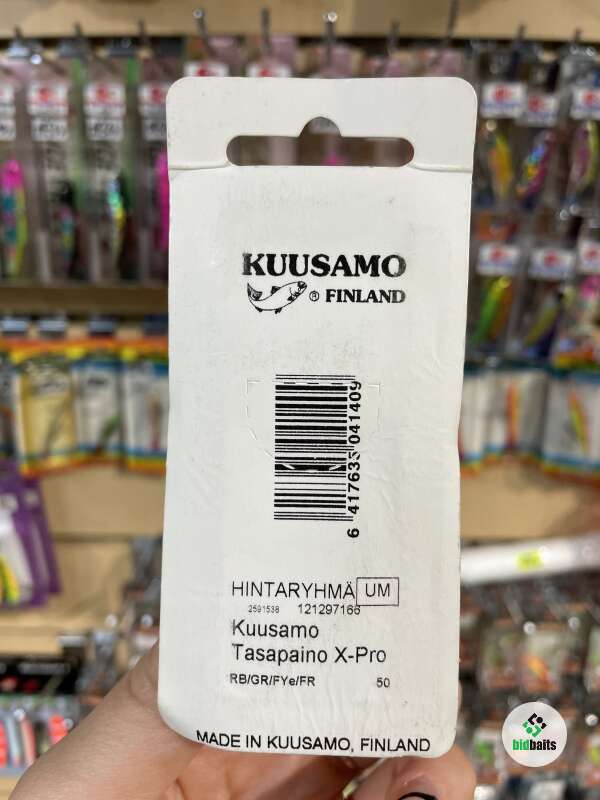 KUUSAMO
® FINLAND
6 417635 041409
HINTARYHMÄ UM
2591538 121297166
Kuusamo
Tasapaino X-Pro
RB/GR/FYe/FR 50
MADE IN KUUSAMO, FINLAND
bidbaits